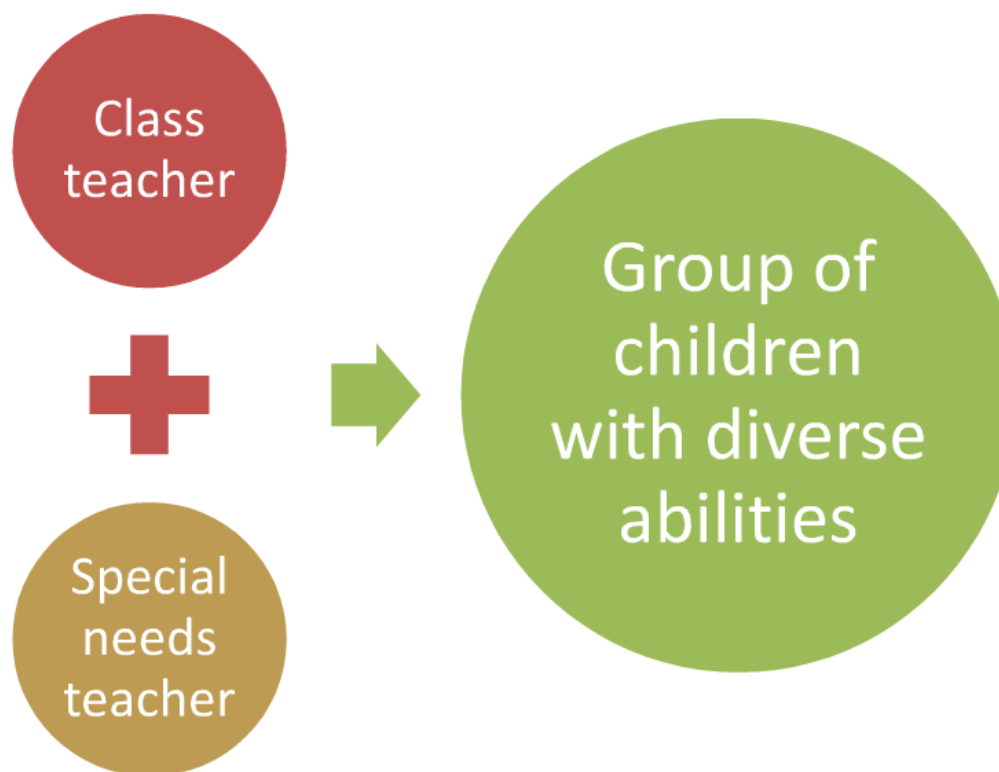 Class
teacher
Special
needs
teacher
Group of
children
with diverse
abilities